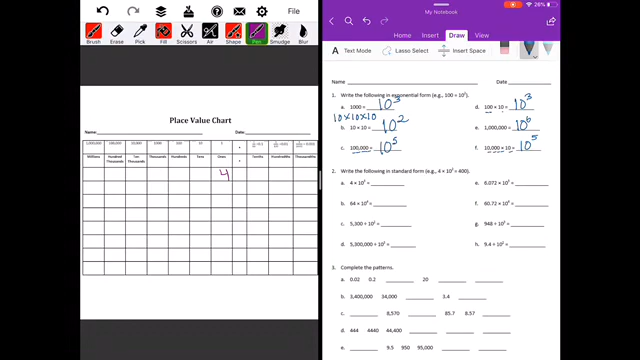 Brush Erase Pick Fill Scissors Air Shape Pen Smudge Blur
File
Place Value Chart
Name: Date:
1,000,000 100,000 10,000 1,000 100 10 1
Millions Hundred Thousands Ten Thousands Thousands Hundreds Tens Ones Tenths Hundredths Thousandths
4
26%
My Notebook
Home Insert Draw View
Text Mode Lasso Select Insert Space
Name Date
1. Write the following in exponential form (e.g., 100 = 10²).
a. 1000 = 10³
10×10×10
b. 10 × 10 = 10²
c. 100,000 = 10⁵
d. 100 × 10 = 10³
e. 1,000,000 = 10⁶
f. 10,000 × 10 = 10⁵
2. Write the following in standard form (e.g., 4 × 10² = 400).
a. 4 × 10³ =
b. 64 × 10⁴ =
c. 5,300 ÷ 10² =
d. 5,300,000 ÷ 10³ =
e. 6.072 × 10³ =
f. 60.72 × 10⁴ =
g. 948 ÷ 10³ =
h. 9.4 ÷ 10² =
3. Complete the patterns.
a. 0.02 0.2 20
b. 3,400,000 34,000 3.4
c. 8,570 85.7 8.57
d. 444 4440 44,400
e. 9.5 950 95,000